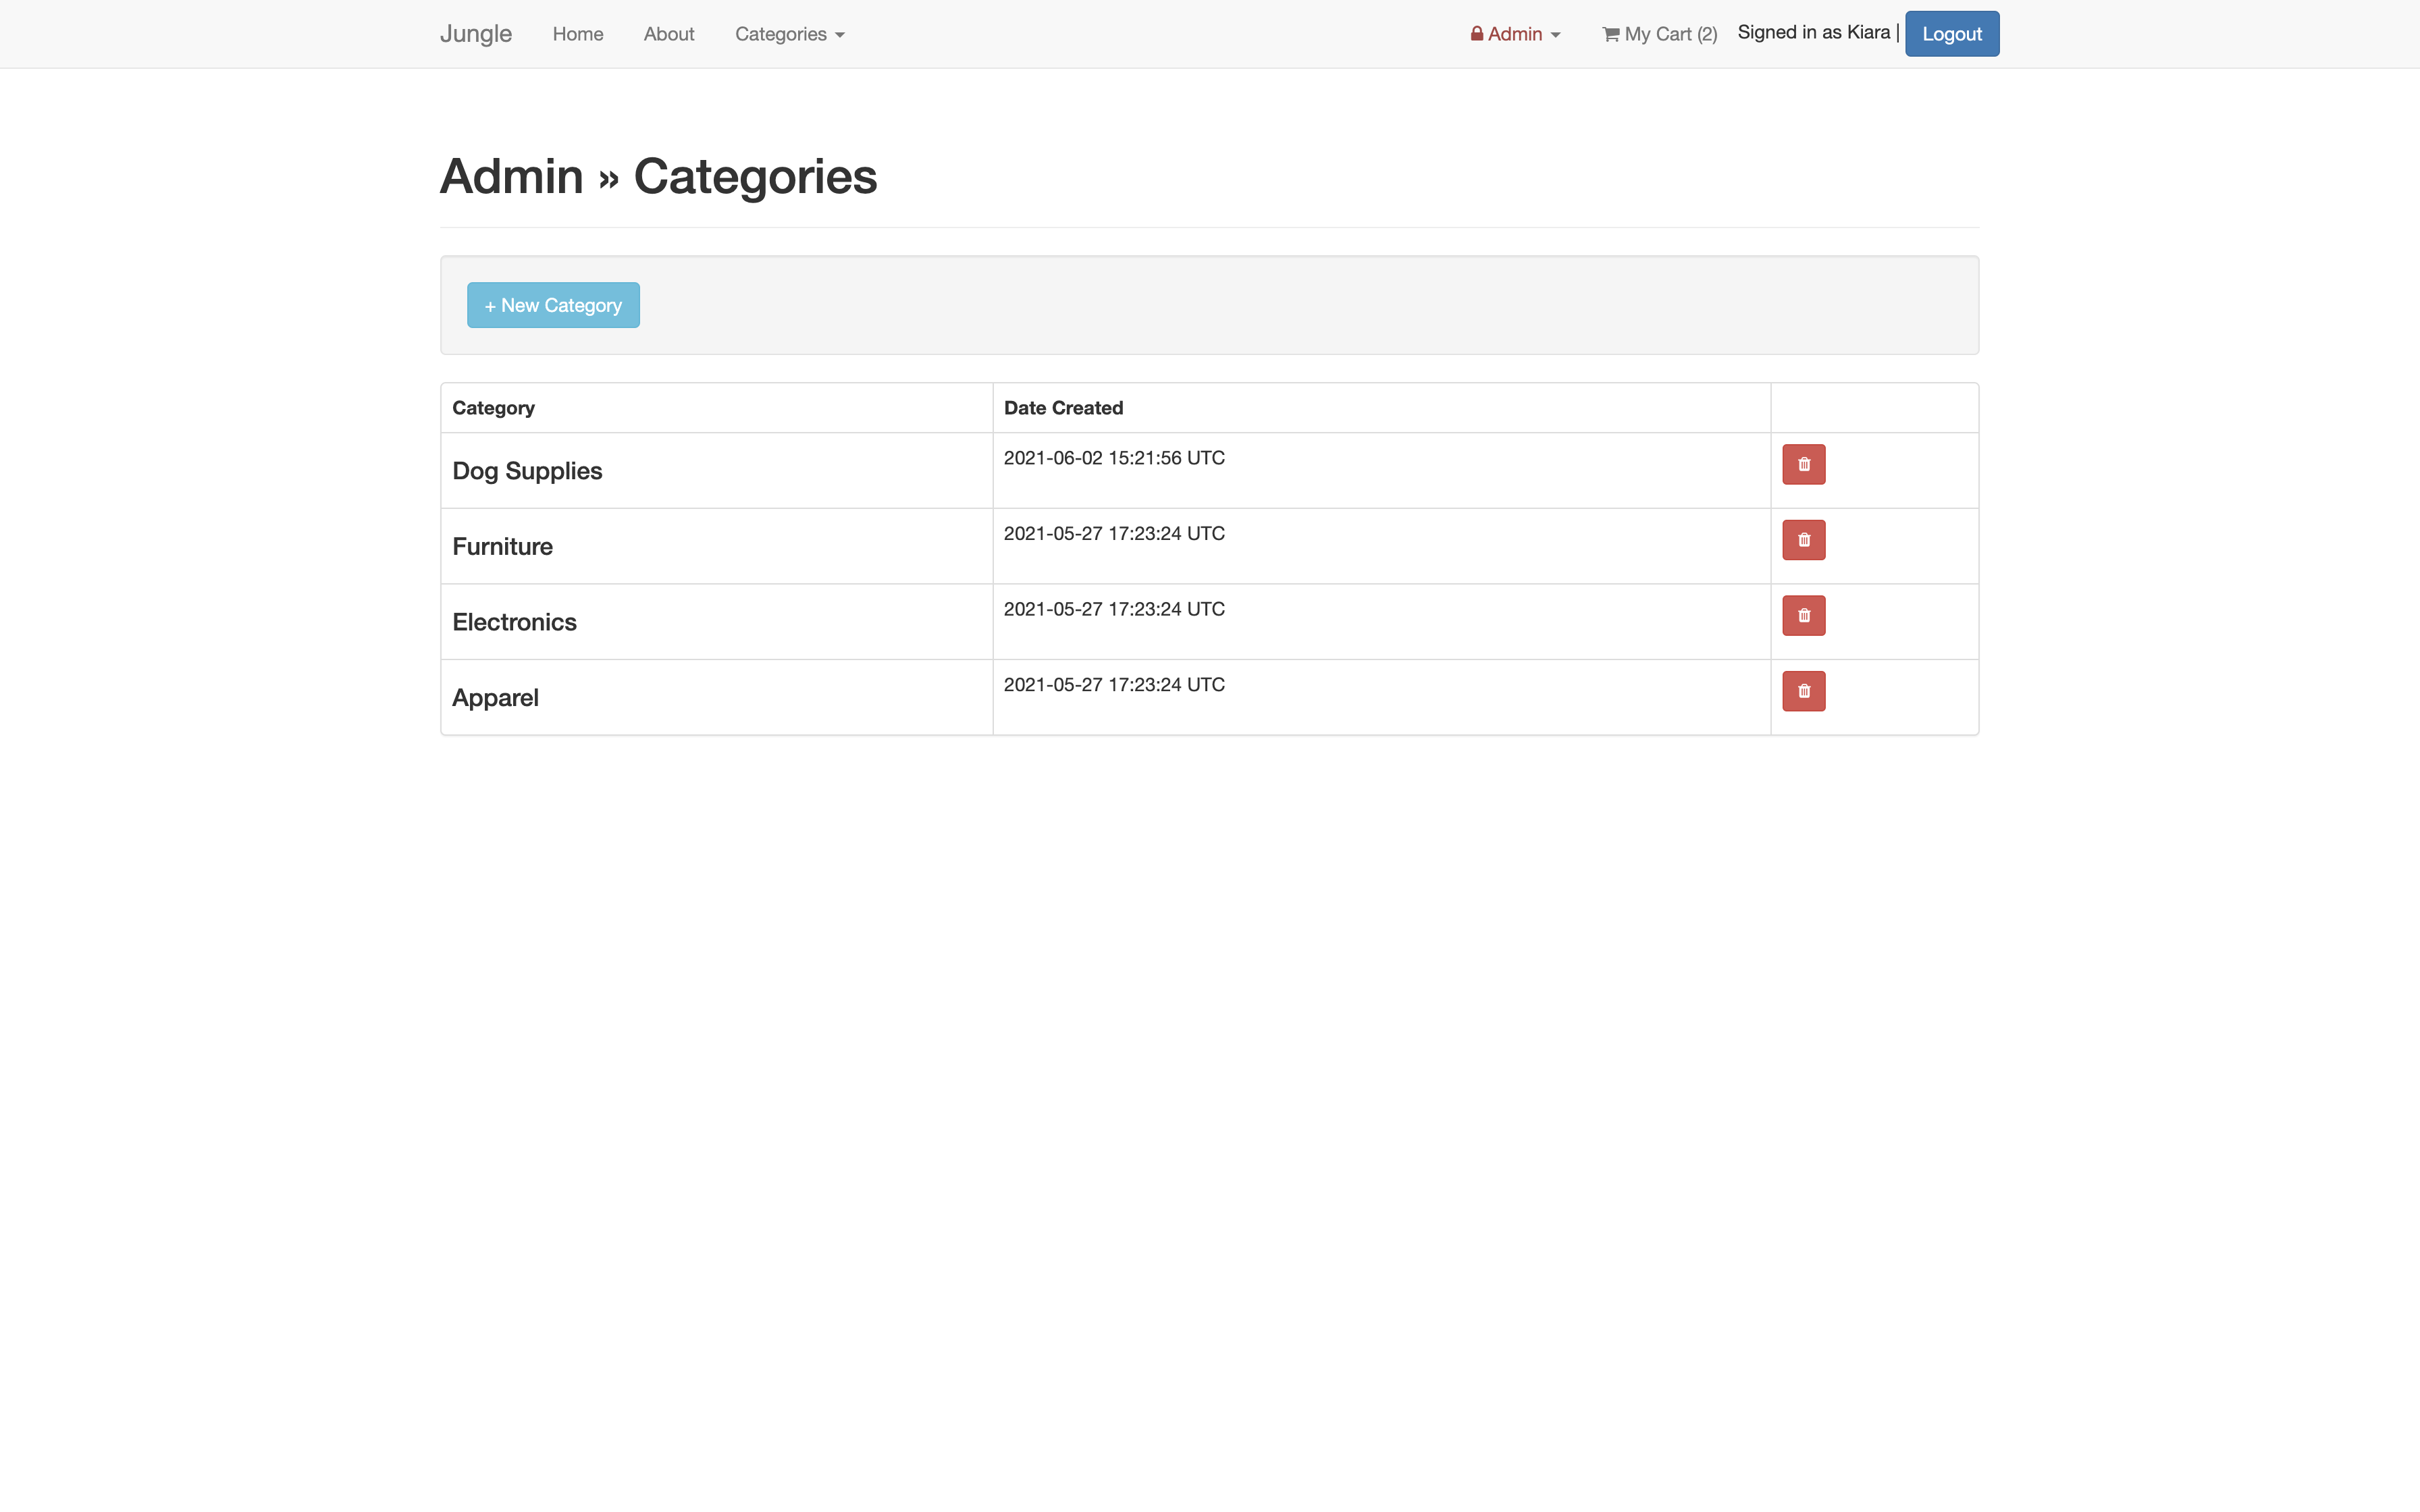 Jungle Home About Categories Admin My Cart (2) Signed in as Kiara | Logout
Admin » Categories
+ New Category
Category Date Created
Dog Supplies 2021-06-02 15:21:56 UTC
Furniture 2021-05-27 17:23:24 UTC
Electronics 2021-05-27 17:23:24 UTC
Apparel 2021-05-27 17:23:24 UTC